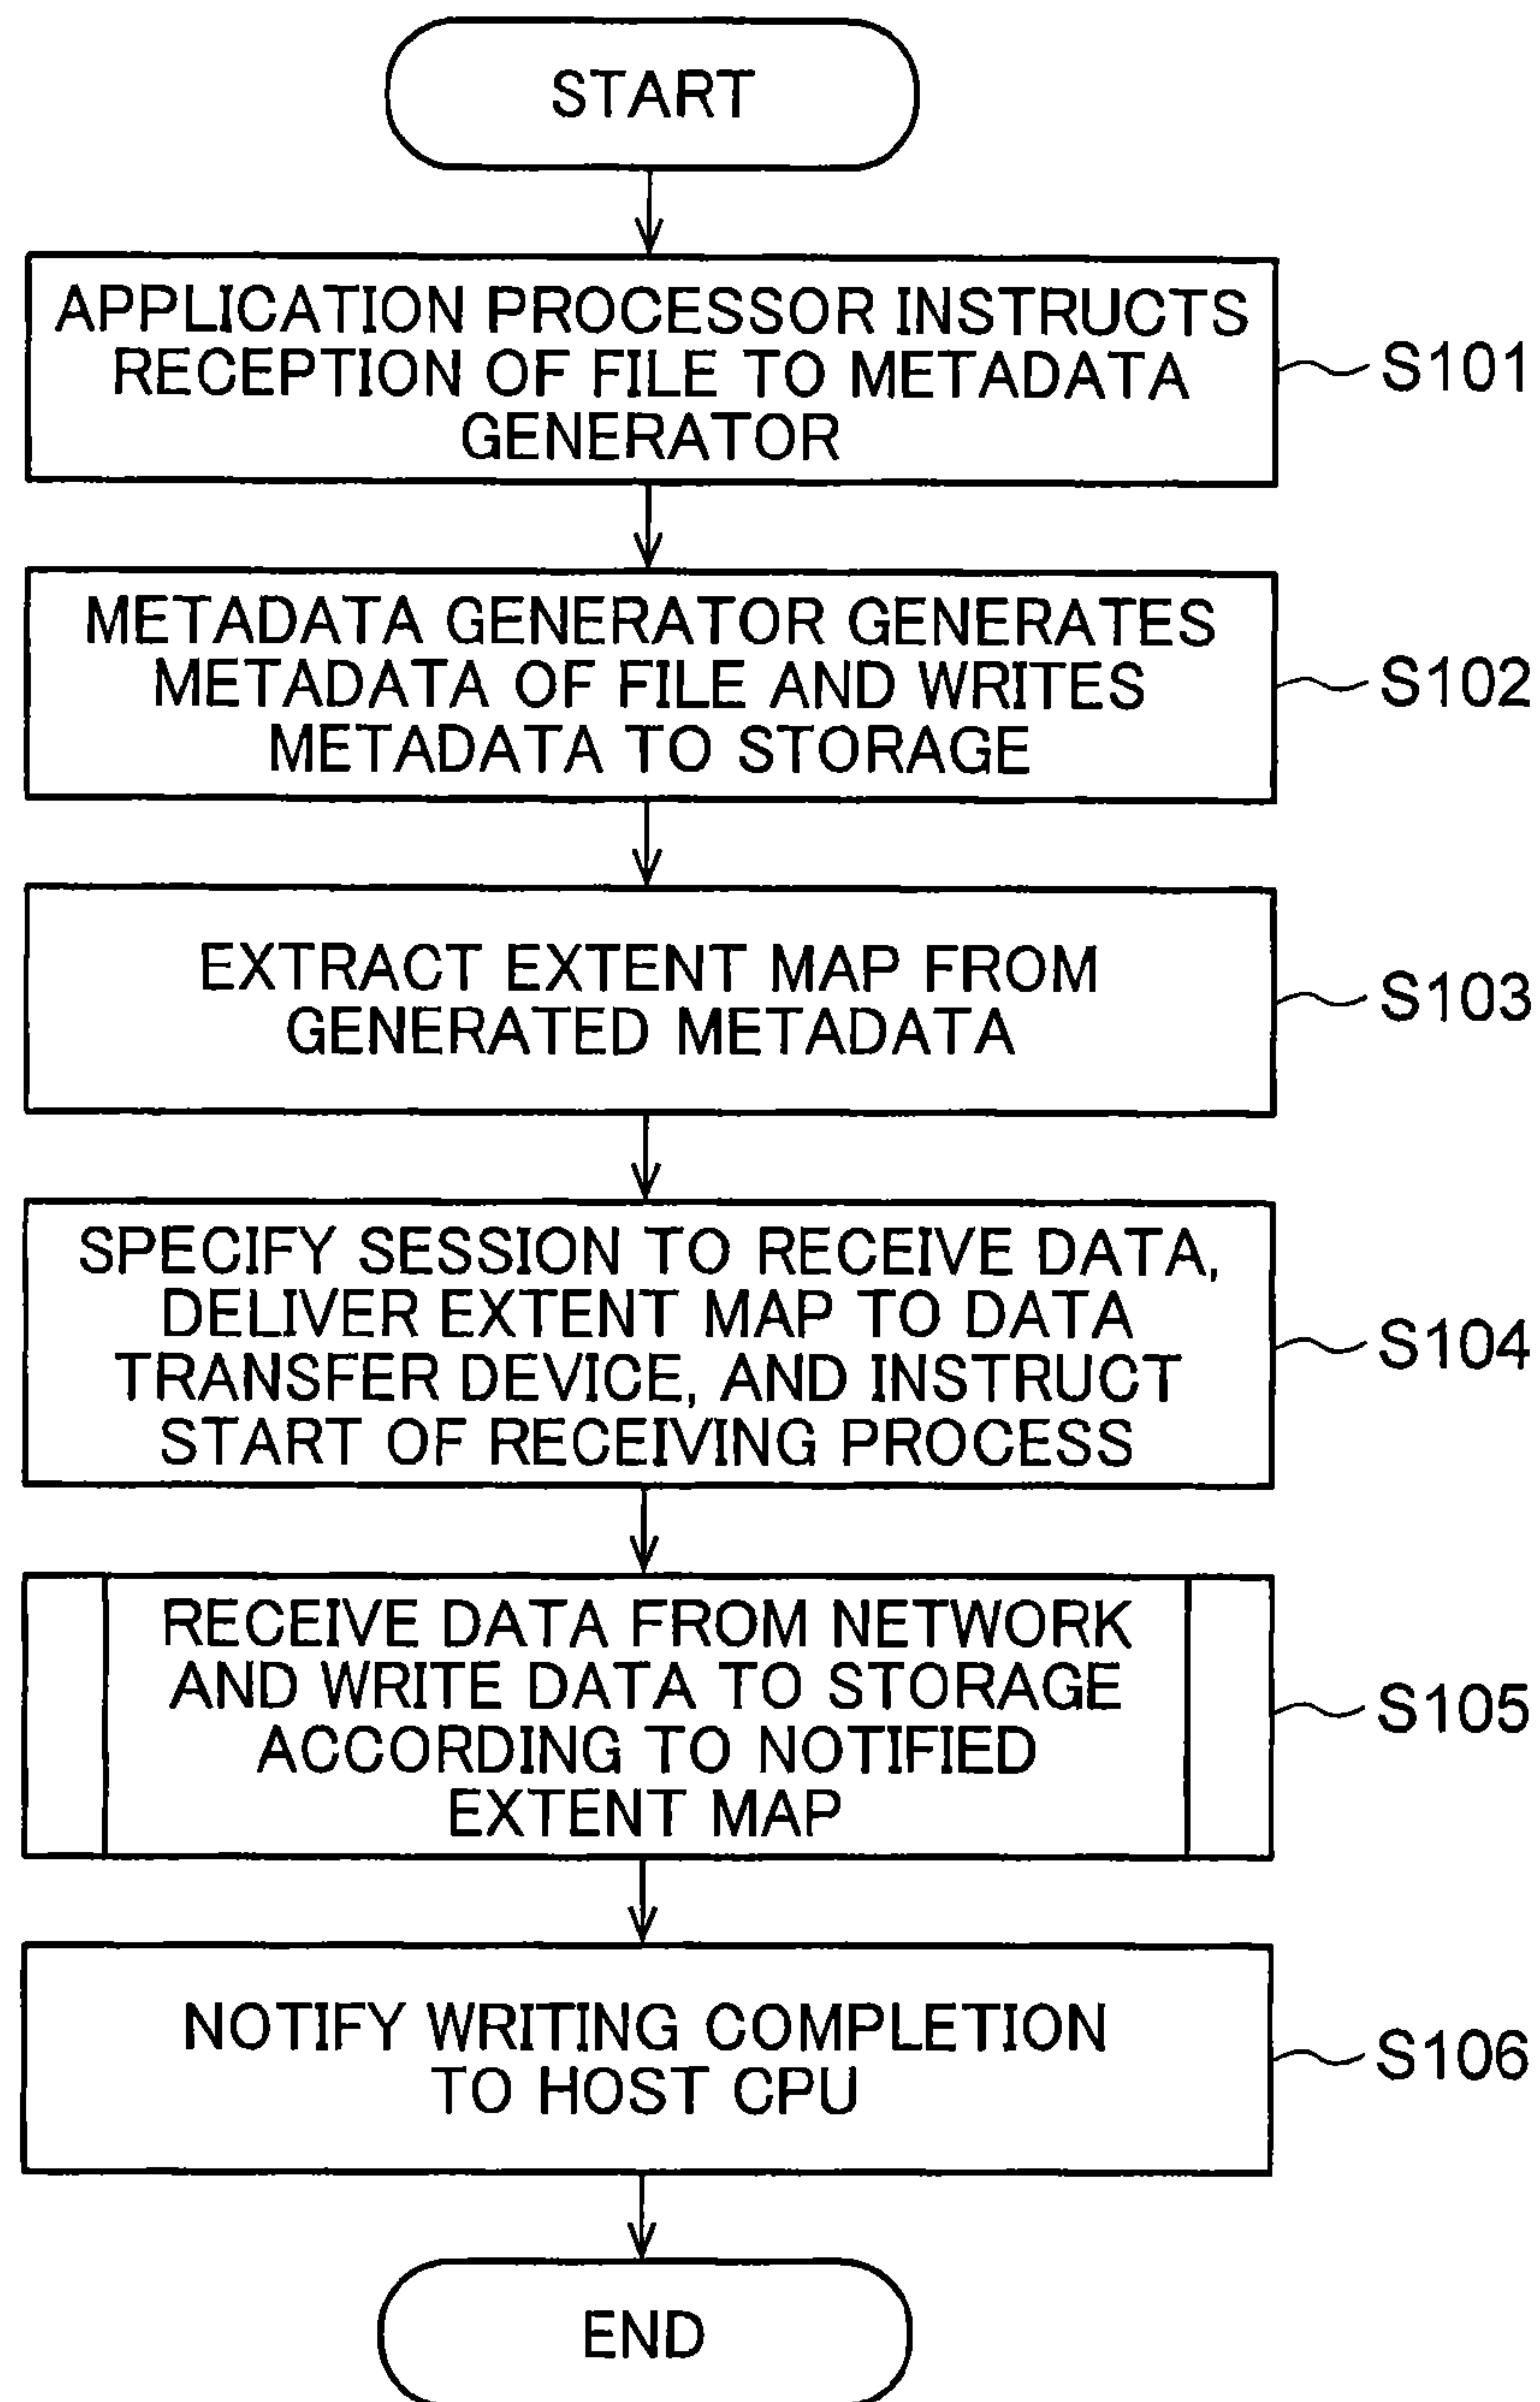 START
APPLICATION PROCESSOR INSTRUCTS
RECEPTION OF FILE TO METADATA
GENERATOR
S101
METADATA GENERATOR GENERATES
METADATA OF FILE AND WRITES
METADATA TO STORAGE
S102
EXTRACT EXTENT MAP FROM
GENERATED METADATA
S103
SPECIFY SESSION TO RECEIVE DATA,
DELIVER EXTENT MAP TO DATA
TRANSFER DEVICE, AND INSTRUCT
START OF RECEIVING PROCESS
S104
RECEIVE DATA FROM NETWORK
AND WRITE DATA TO STORAGE
ACCORDING TO NOTIFIED
EXTENT MAP
S105
NOTIFY WRITING COMPLETION
TO HOST CPU
S106
END